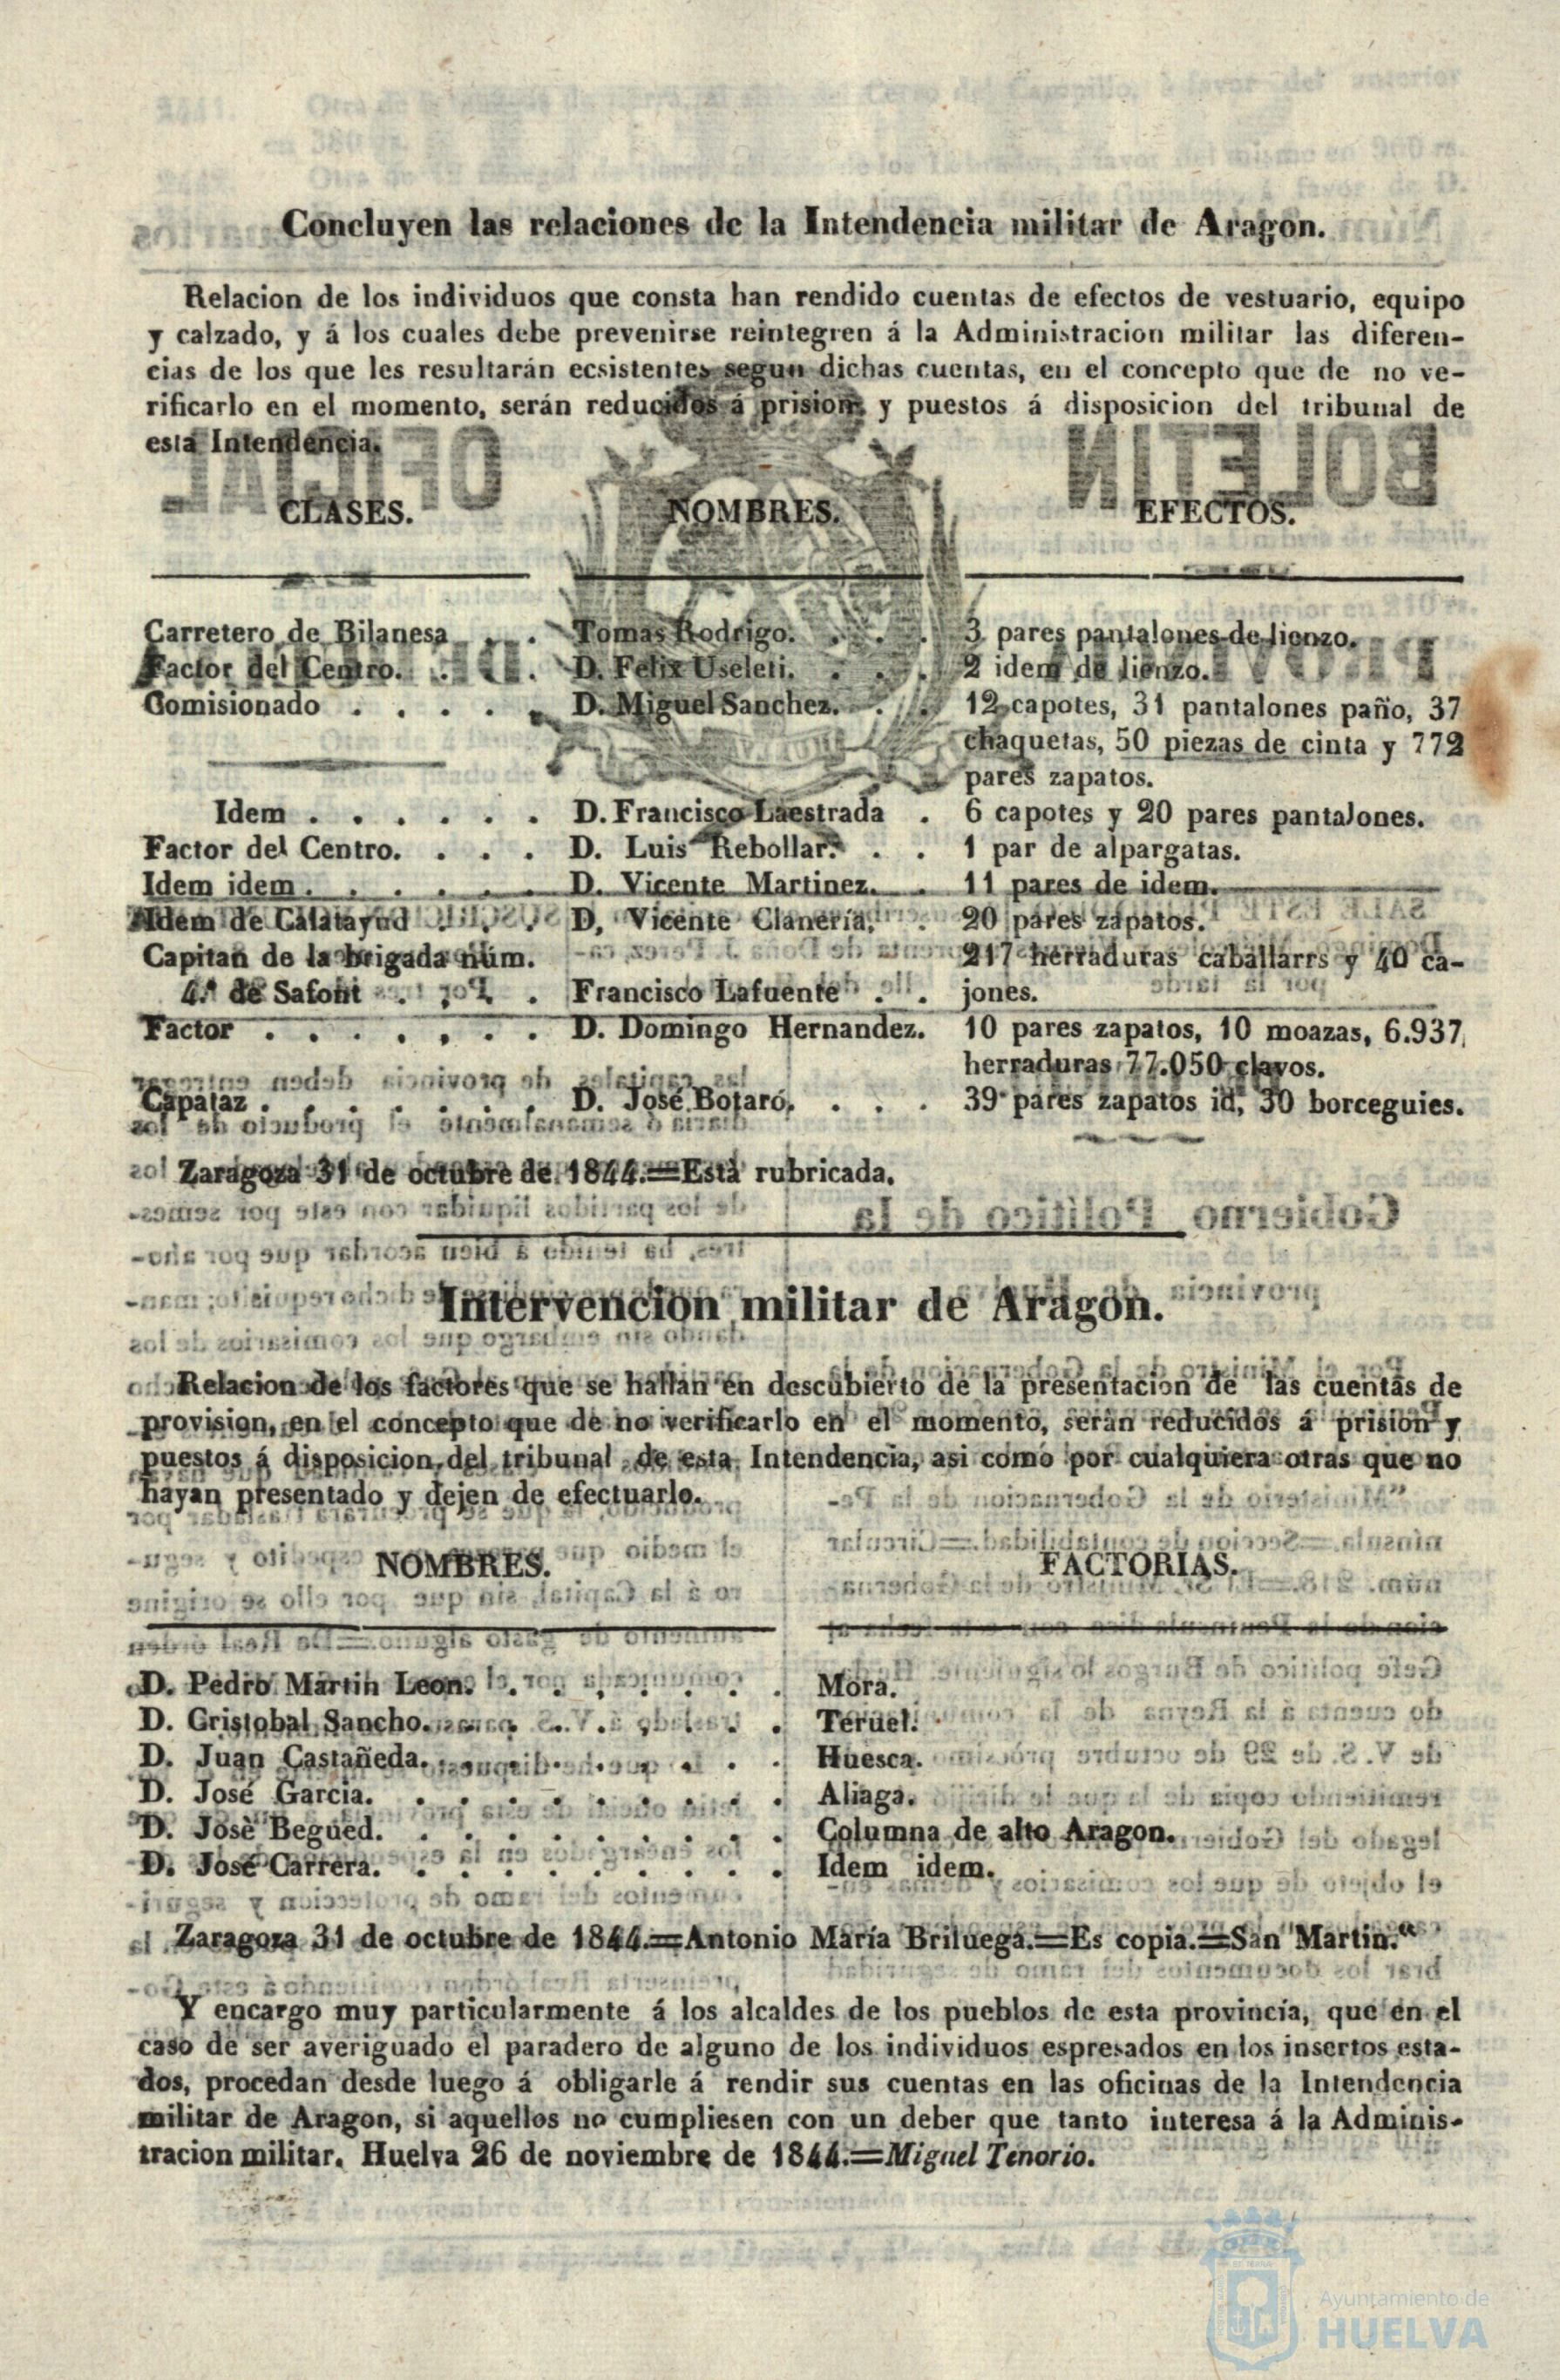 Concluyen las relaciones de la Intendencia militar de Aragon.
Relacion de los individuos que consta han rendido cuentas de efectos de vestuario, equipo
y calzado, y á los cuales debe prevenirse reintegren á la Administracion militar las diferen-
cias de los que les resultarán ecsistentes segun dichas cuentas, en el concepto que de no ve-
rificarlo en el momento, serán reducidos á prision, y puestos á disposicion del tribunal de
esta Intendencia.
CLASES. NOMBRES. EFECTOS.
Carretero de Bilanesa . . Tomas Rodrigo. . . . 3 pares pantalones de lienzo.
Factor del Centro. . . . D. Felix Useleti. . . . 2 idem de lienzo.
Comisionado . . . . . D. Miguel Sanchez. . . 12 capotes, 31 pantalones paño, 37
chaquetas, 50 piezas de cinta y 772
pares zapatos.
Idem . . . . . . D. Francisco Laestrada . 6 capotes y 20 pares pantalones.
Factor del Centro. . . . D. Luis Rebollar. . . 1 par de alpargatas.
Idem idem. . . . . . D. Vicente Martinez. . 11 pares de idem.
Idem de Calatayud . . . D, Vicente Claneria. . 20 pares zapatos.
Capitan de la brigada núm. 217 herraduras caballarrs y 40 ca-
4.ª de Safont . . . . Francisco Lafuente . . jones.
Factor . . . . . . . D. Domingo Hernandez. 10 pares zapatos, 10 moazas, 6.937
herraduras 77.050 clavos.
Capataz . . . . . . . D. José Botaró. . . . 39 pares zapatos id, 30 borceguies.
Zaragoza 31 de octubre de 1844.=Està rubricada.
Intervencion militar de Aragon.
Relacion de los factores que se hallan en descubierto de la presentacion de las cuentas de
provision, en el concepto que de no verificarlo en el momento, serán reducidos á prision y
puestos á disposicion del tribunal de esta Intendencia, asi como por cualquiera otras que no
hayan presentado y dejen de efectuarlo.
NOMBRES. FACTORIAS.
D. Pedro Martin Leon. . . . . . . . Mora.
D. Cristobal Sancho. . . . . . . . . Teruel.
D. Juan Castañeda. . . . . . . . . Huesca.
D. José Garcia. . . . . . . . . . Aliaga.
D. Josè Begued. . . . . . . . . . Columna de alto Aragon.
D. José Carrera. . . . . . . . . . Idem idem.
Zaragoza 31 de octubre de 1844.=Antonio María Briluega.=Es copia.=San Martin.“
Y encargo muy particularmente á los alcaldes de los pueblos de esta provincia, que en el
caso de ser averiguado el paradero de alguno de los individuos espresados en los insertos esta-
dos, procedan desde luego á obligarle á rendir sus cuentas en las oficinas de la Intendencia
militar de Aragon, si aquellos no cumpliesen con un deber que tanto interesa á la Adminis-
tracion militar. Huelva 26 de noviembre de 1844.=Miguel Tenorio.
Ayuntamiento de
HUELVA